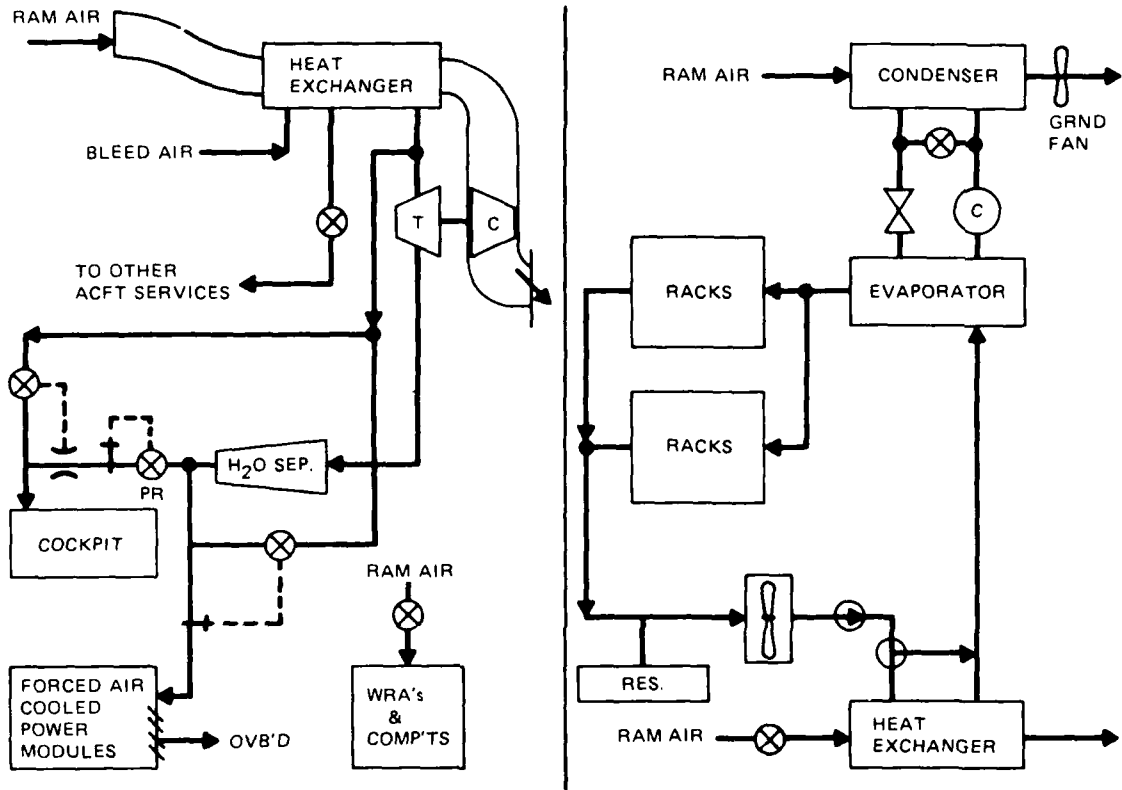 RAM AIR
HEAT
EXCHANGER
BLEED AIR
T
C
TO OTHER
ACFT SERVICES
H2O SEP.
PR
COCKPIT
RAM AIR
FORCED AIR
COOLED
POWER
MODULES
OVB'D
WRA's
&
COMP'TS
RAM AIR
CONDENSER
GRND
FAN
C
EVAPORATOR
RACKS
RACKS
RES.
RAM AIR
HEAT
EXCHANGER